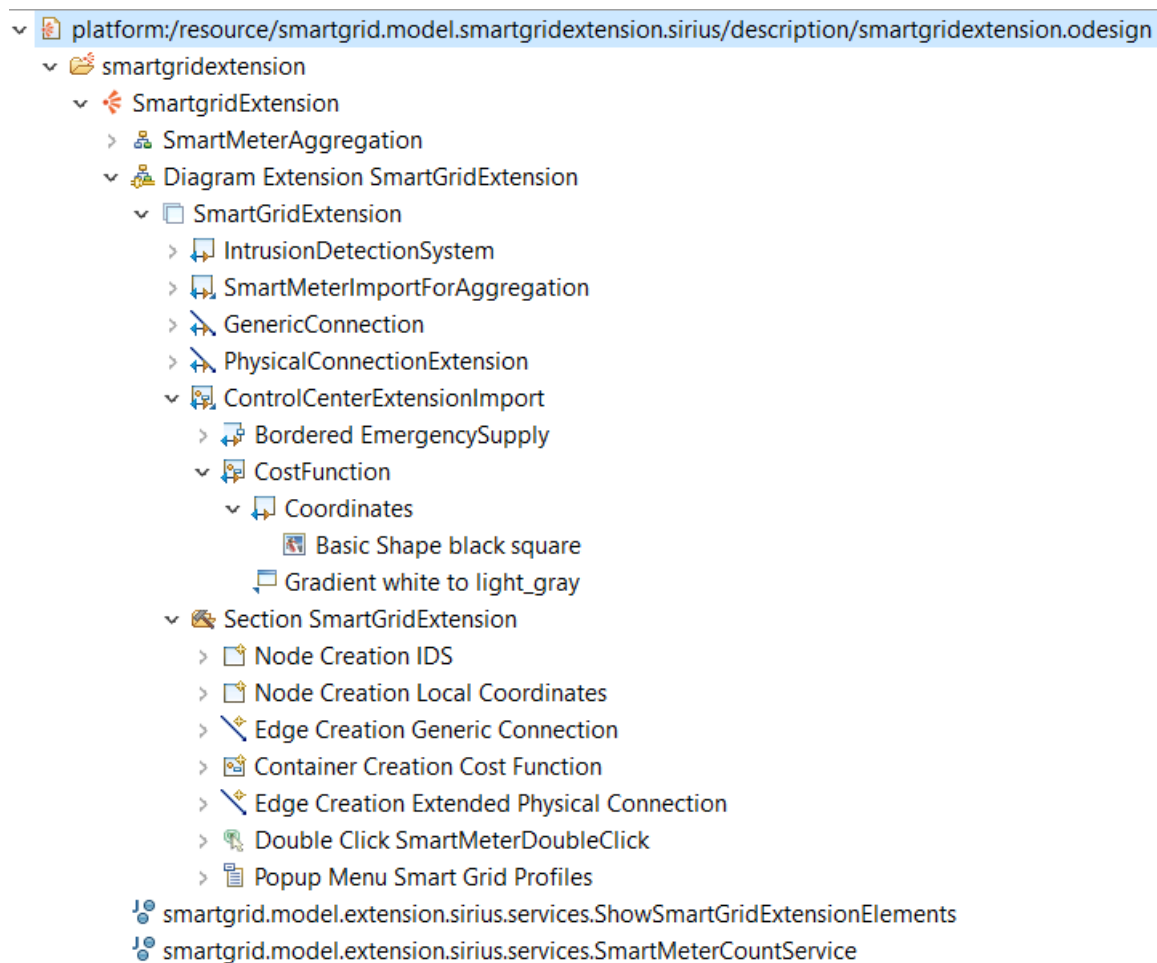 platform:/resource/smartgrid.model.smartgridextension.sirius/description/smartgridextension.odesign
smartgridextension
SmartgridExtension
SmartMeterAggregation
Diagram Extension SmartGridExtension
SmartGridExtension
IntrusionDetectionSystem
SmartMeterImportForAggregation
GenericConnection
PhysicalConnectionExtension
ControlCenterExtensionImport
Bordered EmergencySupply
CostFunction
Coordinates
Basic Shape black square
Gradient white to light_gray
Section SmartGridExtension
Node Creation IDS
Node Creation Local Coordinates
Edge Creation Generic Connection
Container Creation Cost Function
Edge Creation Extended Physical Connection
Double Click SmartMeterDoubleClick
Popup Menu Smart Grid Profiles
smartgrid.model.extension.sirius.services.ShowSmartGridExtensionElements
smartgrid.model.extension.sirius.services.SmartMeterCountService